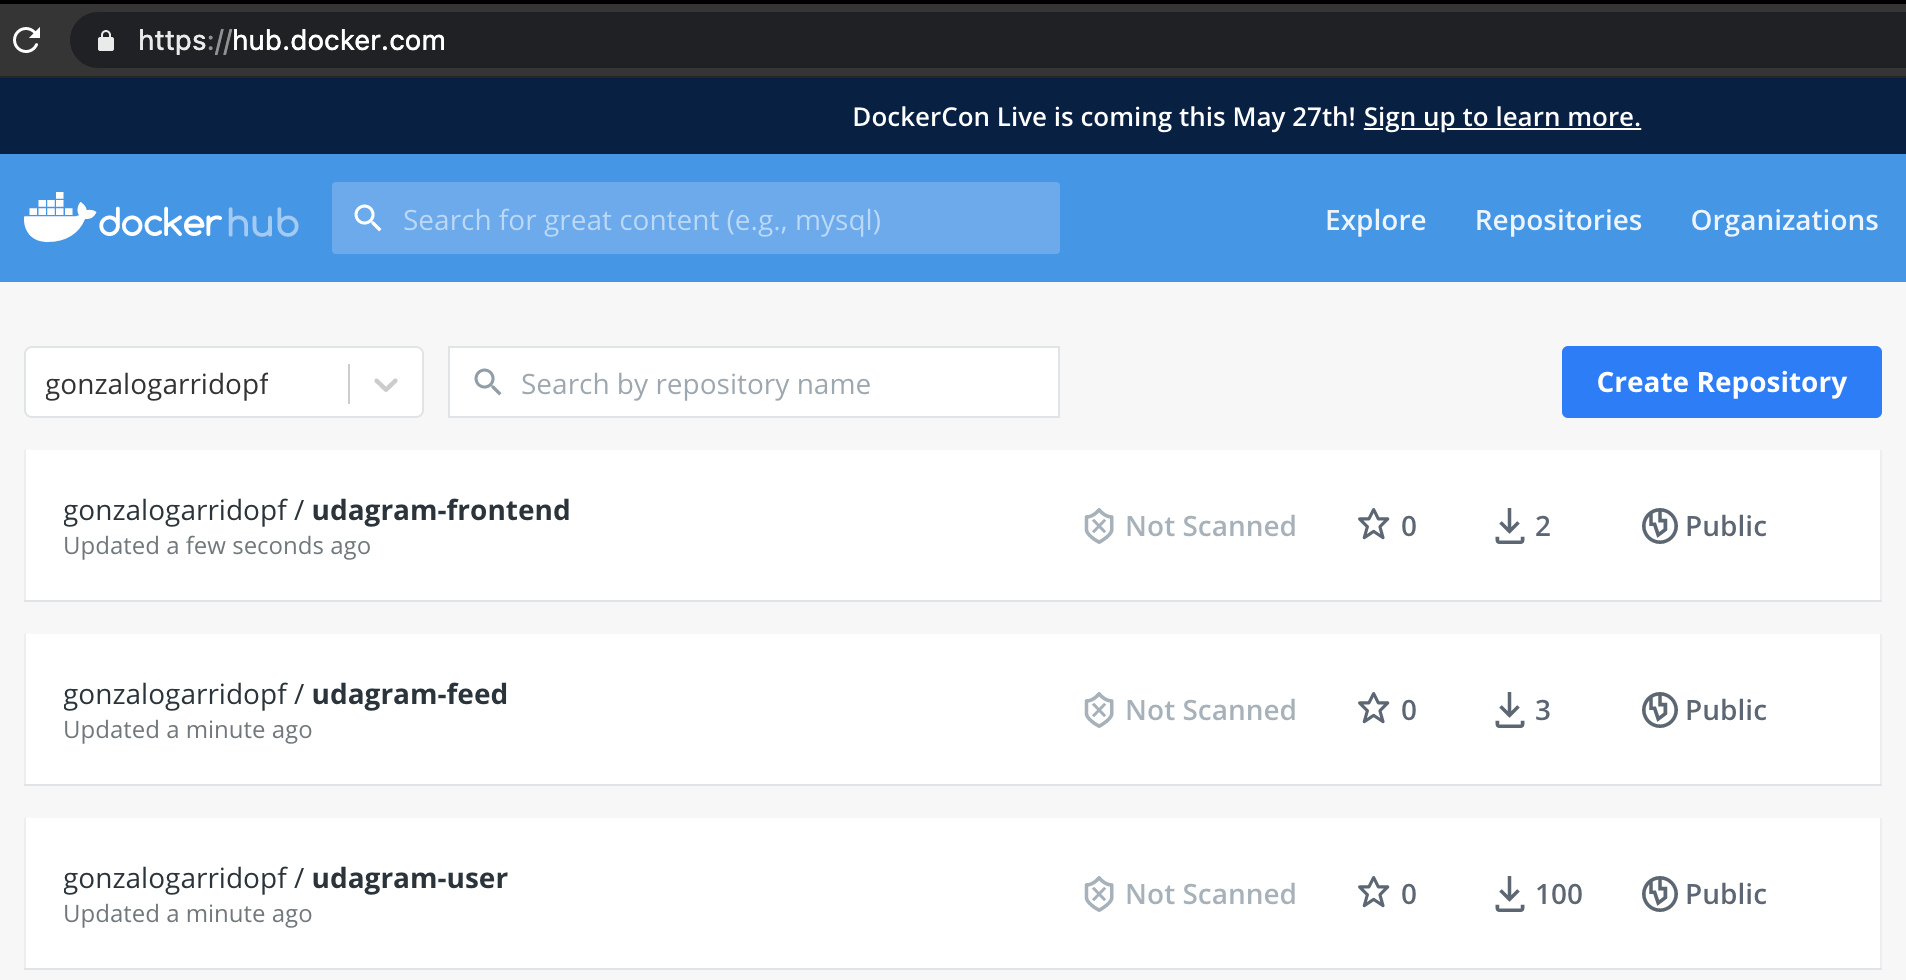 https://hub.docker.com
DockerCon Live is coming this May 27th! Sign up to learn more.
docker hub
Search for great content (e.g., mysql)
Explore
Repositories
Organizations
gonzalogarridopf
Search by repository name
Create Repository
gonzalogarridopf / udagram-frontend
Updated a few seconds ago
Not Scanned
0
2
Public
gonzalogarridopf / udagram-feed
Updated a minute ago
Not Scanned
0
3
Public
gonzalogarridopf / udagram-user
Updated a minute ago
Not Scanned
0
100
Public